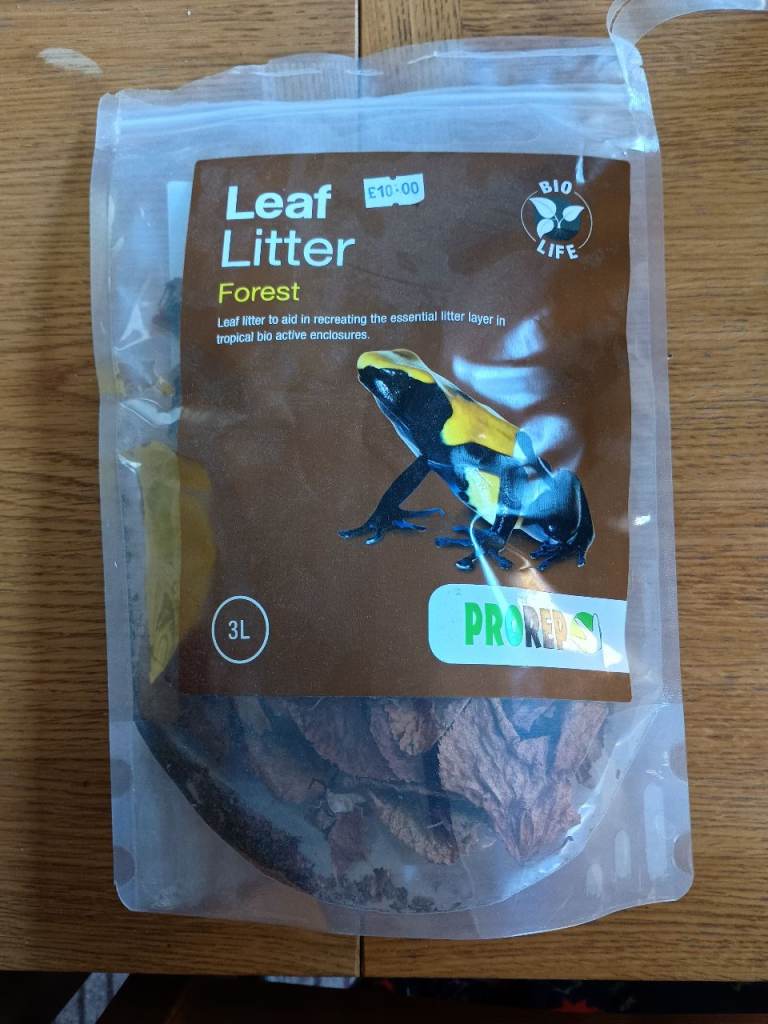 Leaf
Litter
£10.00
BIO
LIFE
Forest
Leaf litter to aid in recreating the essential litter layer in
tropical bio active enclosures.
3L
PROREP